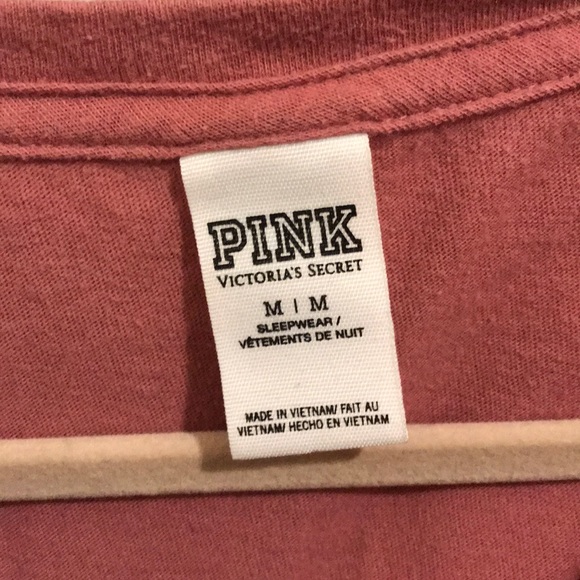 PINK
VICTORIA'S SECRET
M | M
SLEEPWEAR /
VÊTEMENTS DE NUIT
MADE IN VIETNAM/ FAIT AU
VIETNAM/ HECHO EN VIETNAM